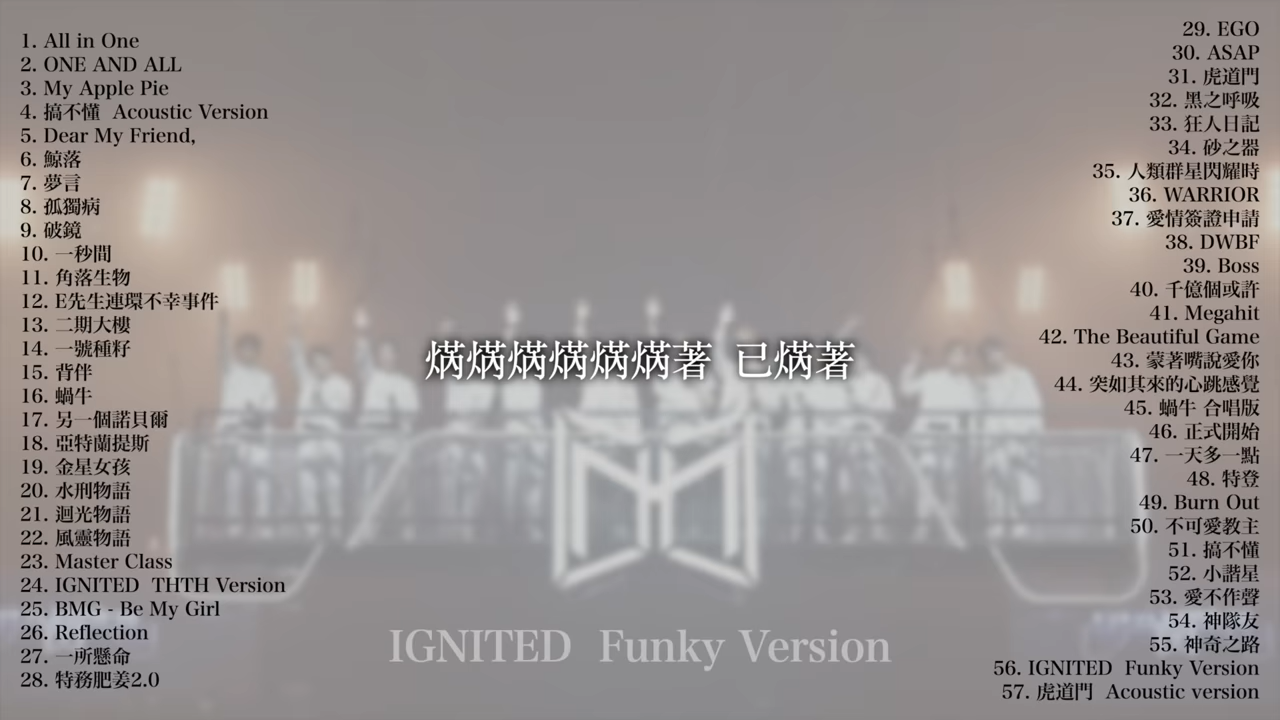 1. All in One
2. ONE AND ALL
3. My Apple Pie
4. 搞不懂  Acoustic Version
5. Dear My Friend,
6. 鯨落
7. 夢言
8. 孤獨病
9. 破鏡
10. 一秒間
11. 角落生物
12. E先生連環不幸事件
13. 二期大樓
14. 一號種籽
15. 背伴
16. 蝸牛
17. 另一個諾貝爾
18. 亞特蘭提斯
19. 金星女孩
20. 水刑物語
21. 迴光物語
22. 風靈物語
23. Master Class
24. IGNITED  THTH Version
25. BMG - Be My Girl
26. Reflection
27. 一所懸命
28. 特務肥姜2.0
焫焫焫焫焫焫著  已焫著
IGNITED  Funky Version
29. EGO
30. ASAP
31. 虎道門
32. 黑之呼吸
33. 狂人日記
34. 砂之器
35. 人類群星閃耀時
36. WARRIOR
37. 愛情簽證申請
38. DWBF
39. Boss
40. 千億個或許
41. Megahit
42. The Beautiful Game
43. 蒙著嘴說愛你
44. 突如其來的心跳感覺
45. 蝸牛 合唱版
46. 正式開始
47. 一天多一點
48. 特登
49. Burn Out
50. 不可愛教主
51. 搞不懂
52. 小諧星
53. 愛不作聲
54. 神隊友
55. 神奇之路
56. IGNITED  Funky Version
57. 虎道門  Acoustic version